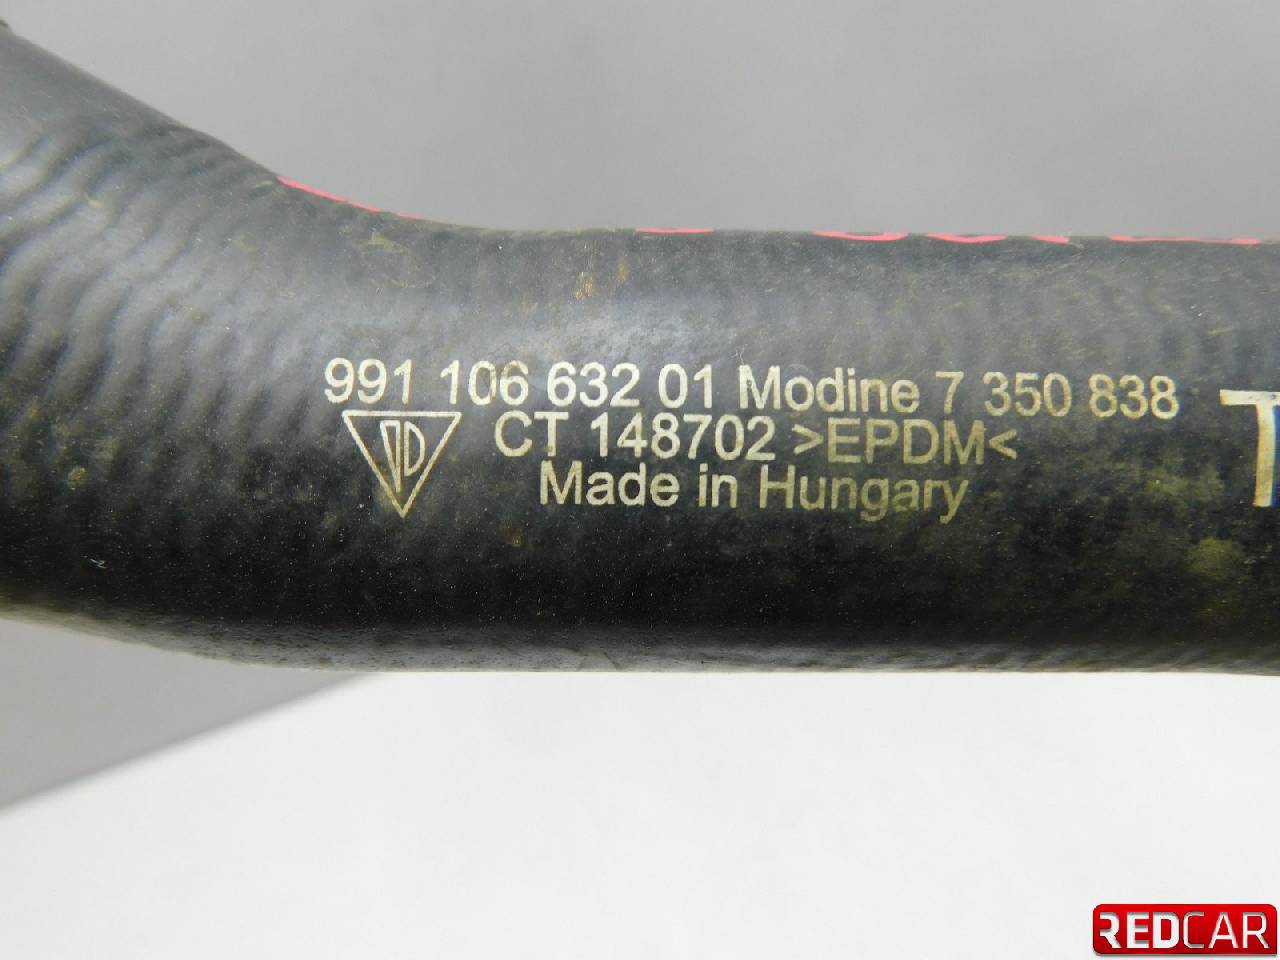 991 106 632 01 Modine 7 350 838
CT 148702 >EPDM<
Made in Hungary
T
REDCAR